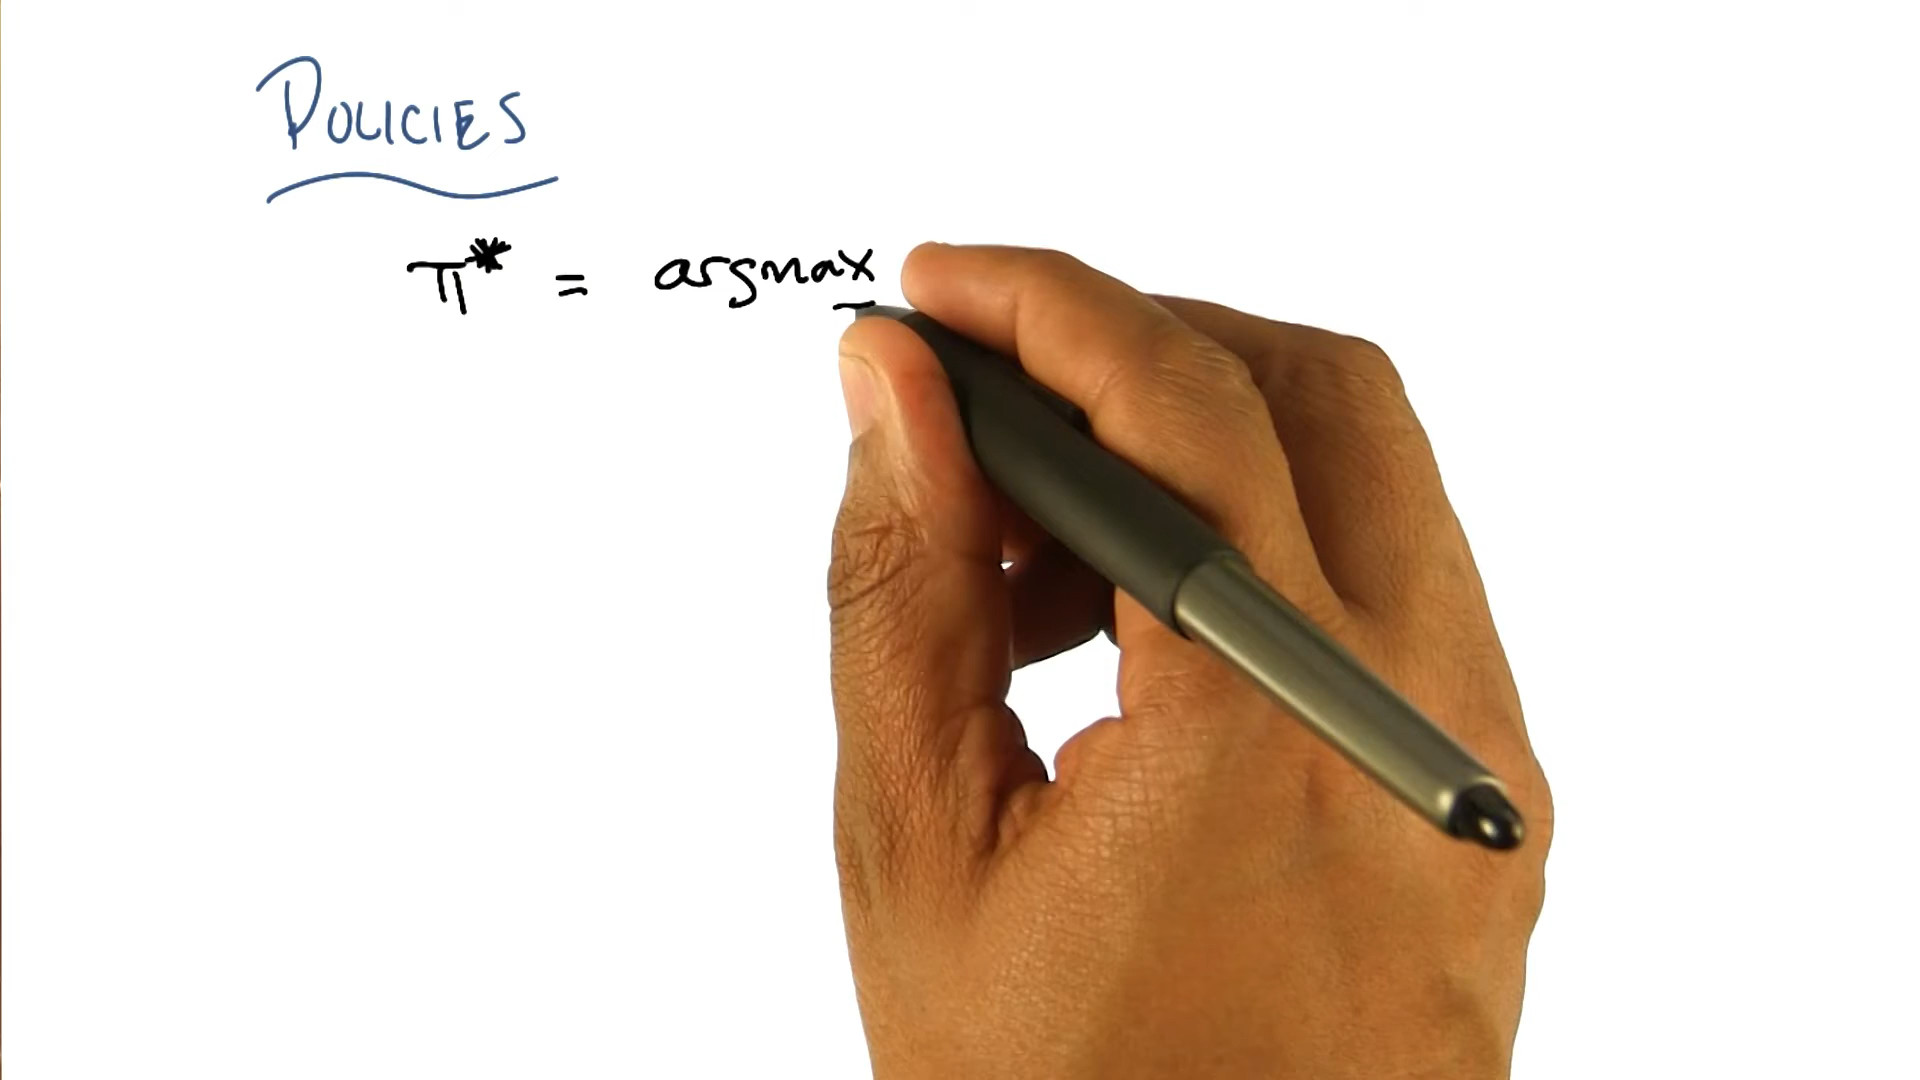 POLICIES
π* = argmax